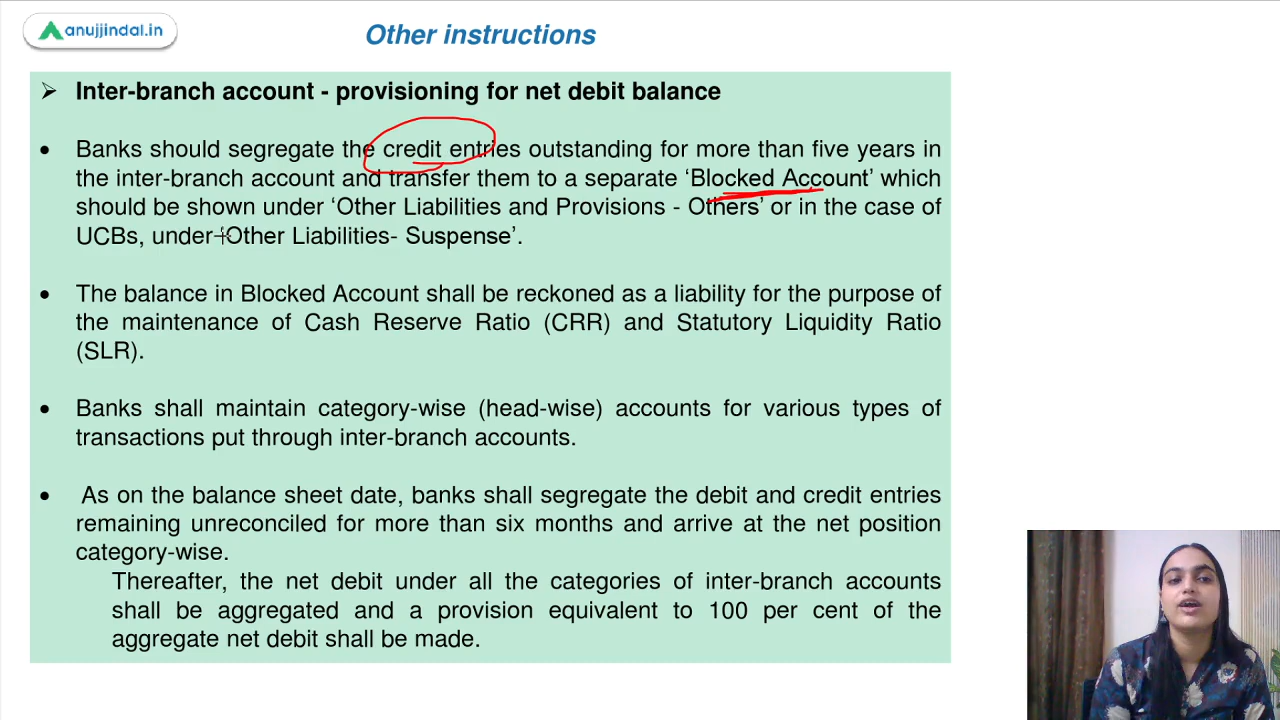 anujjindal.in
Other instructions
➢ Inter-branch account - provisioning for net debit balance
• Banks should segregate the credit entries outstanding for more than five years in
the inter-branch account and transfer them to a separate ‘Blocked Account’ which
should be shown under ‘Other Liabilities and Provisions - Others’ or in the case of
UCBs, under ‘Other Liabilities- Suspense’.
• The balance in Blocked Account shall be reckoned as a liability for the purpose of
the maintenance of Cash Reserve Ratio (CRR) and Statutory Liquidity Ratio
(SLR).
• Banks shall maintain category-wise (head-wise) accounts for various types of
transactions put through inter-branch accounts.
• As on the balance sheet date, banks shall segregate the debit and credit entries
remaining unreconciled for more than six months and arrive at the net position
category-wise.
Thereafter, the net debit under all the categories of inter-branch accounts
shall be aggregated and a provision equivalent to 100 per cent of the
aggregate net debit shall be made.